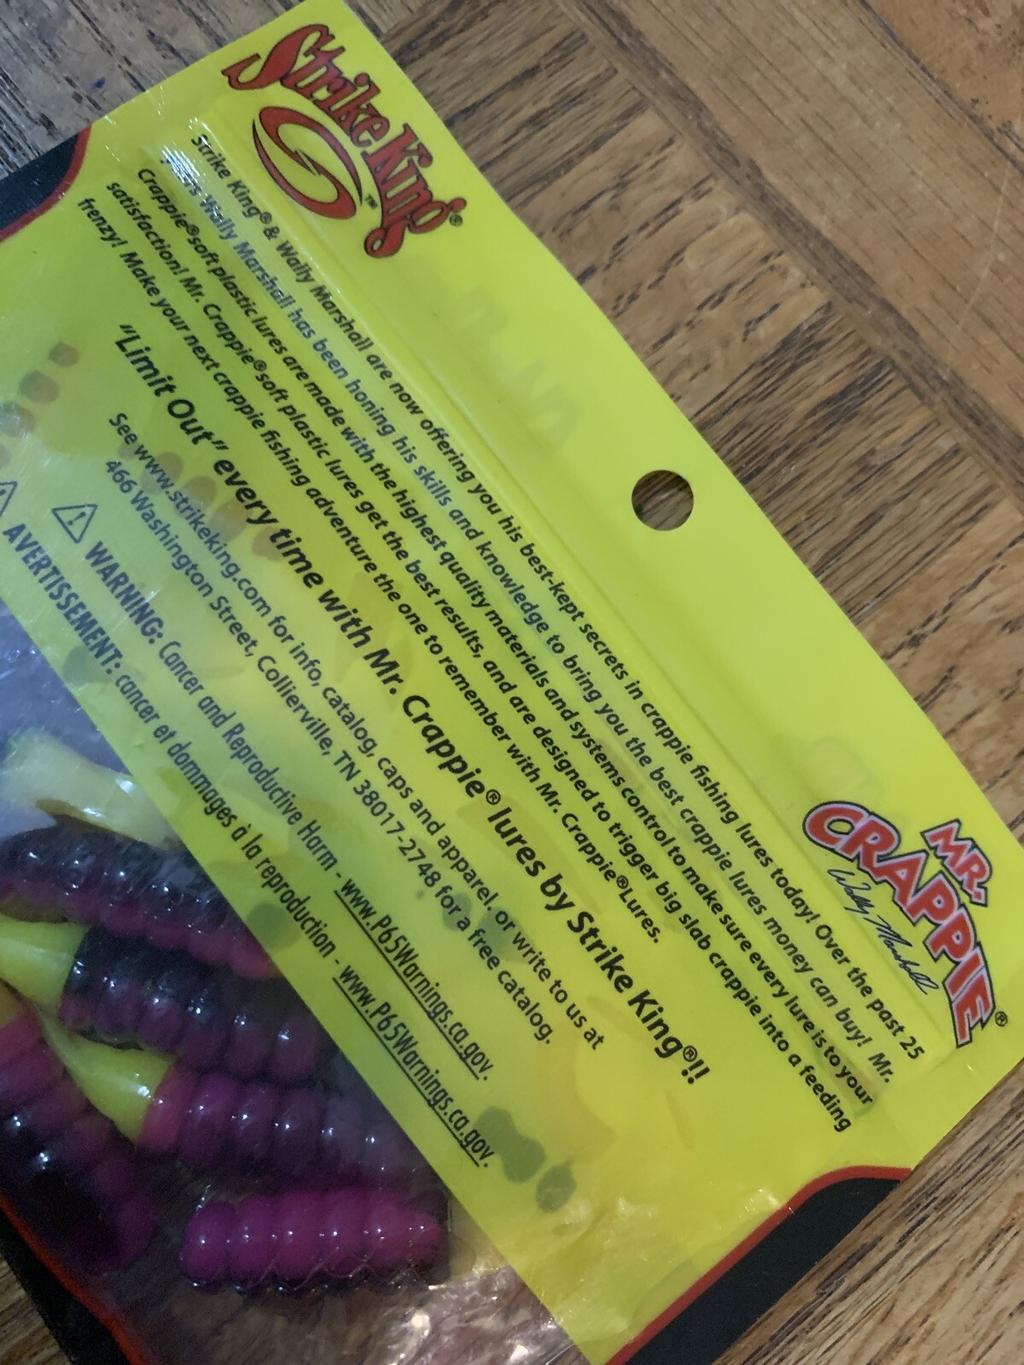 Strike King®
™
MR.
CRAPPIE®
Wally Marshall
Strike King® & Wally Marshall are now offering you his best-kept secrets in crappie fishing lures today! Over the past 25
Wally Marshall has been honing his skills and knowledge to bring you the best crappie lures money can buy! Mr.
Crappie® soft plastic lures are made with the highest quality materials and systems control to make sure every lure is to your
satisfaction! Mr. Crappie® soft plastic lures get the best results, and are designed to trigger big slab crappie into a feeding
frenzy! Make your next crappie fishing adventure the one to remember with Mr. Crappie® Lures.
"Limit Out" every time with Mr. Crappie® lures by Strike King®!!
See www.strikeking.com for info, catalog, caps and apparel, or write to us at
466 Washington Street, Collierville, TN 38017-2748 for a free catalog.
WARNING: Cancer and Reproductive Harm - www.P65Warnings.ca.gov.
AVERTISSEMENT: cancer et dommages à la reproduction - www.P65Warnings.ca.gov.